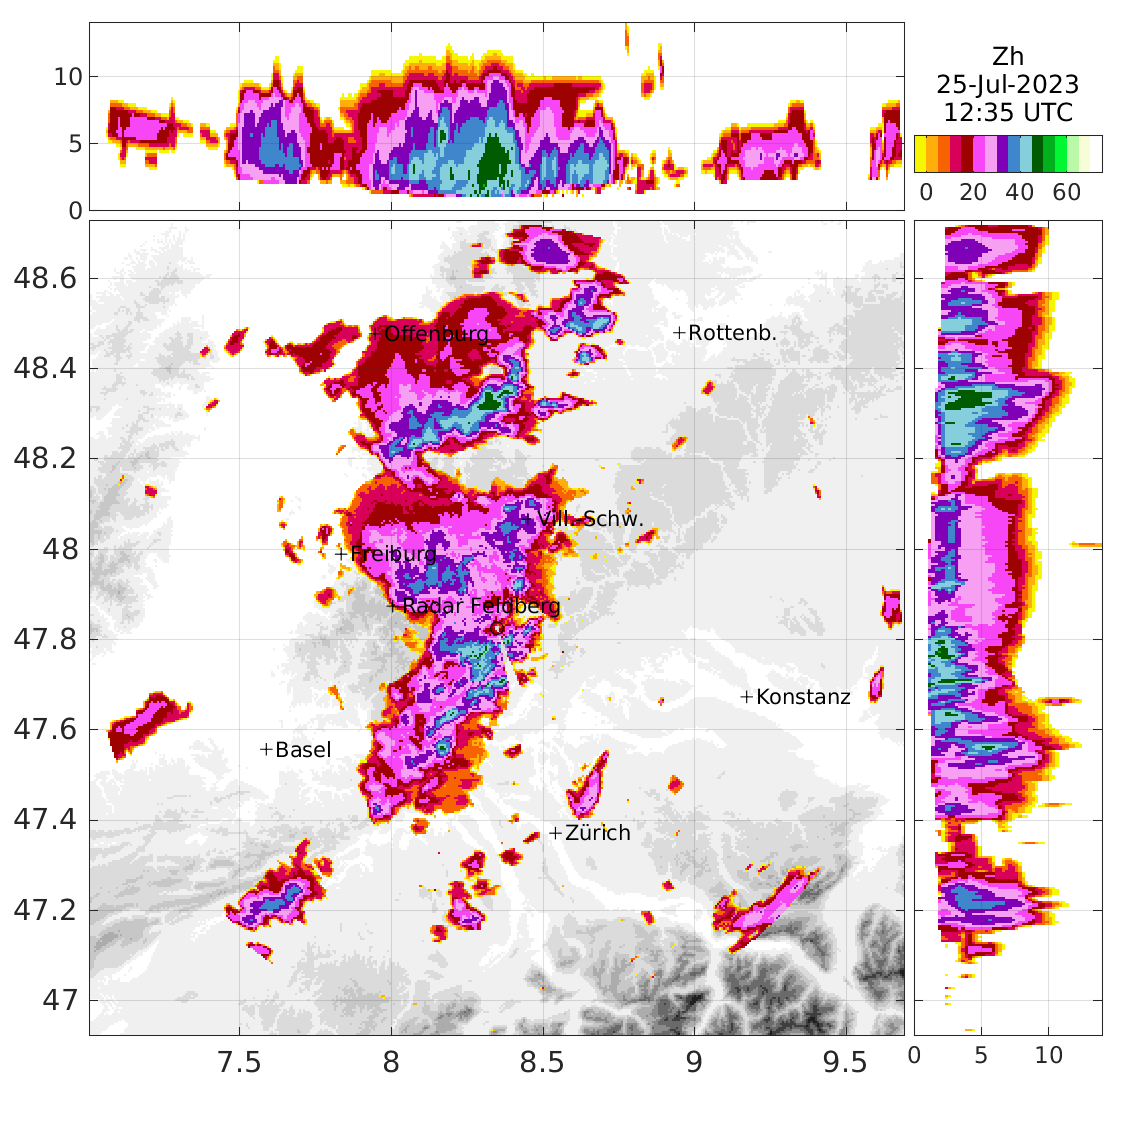 Zh
25-Jul-2023
12:35 UTC
0 20 40 60
10
5
0
48.6
48.4
48.2
48
47.8
47.6
47.4
47.2
47
+Offenburg
+Rottenb.
+Vill.-Schw.
+Freiburg
+Radar Feldberg
+Konstanz
+Basel
+Zürich
7.5 8 8.5 9 9.5
0 5 10